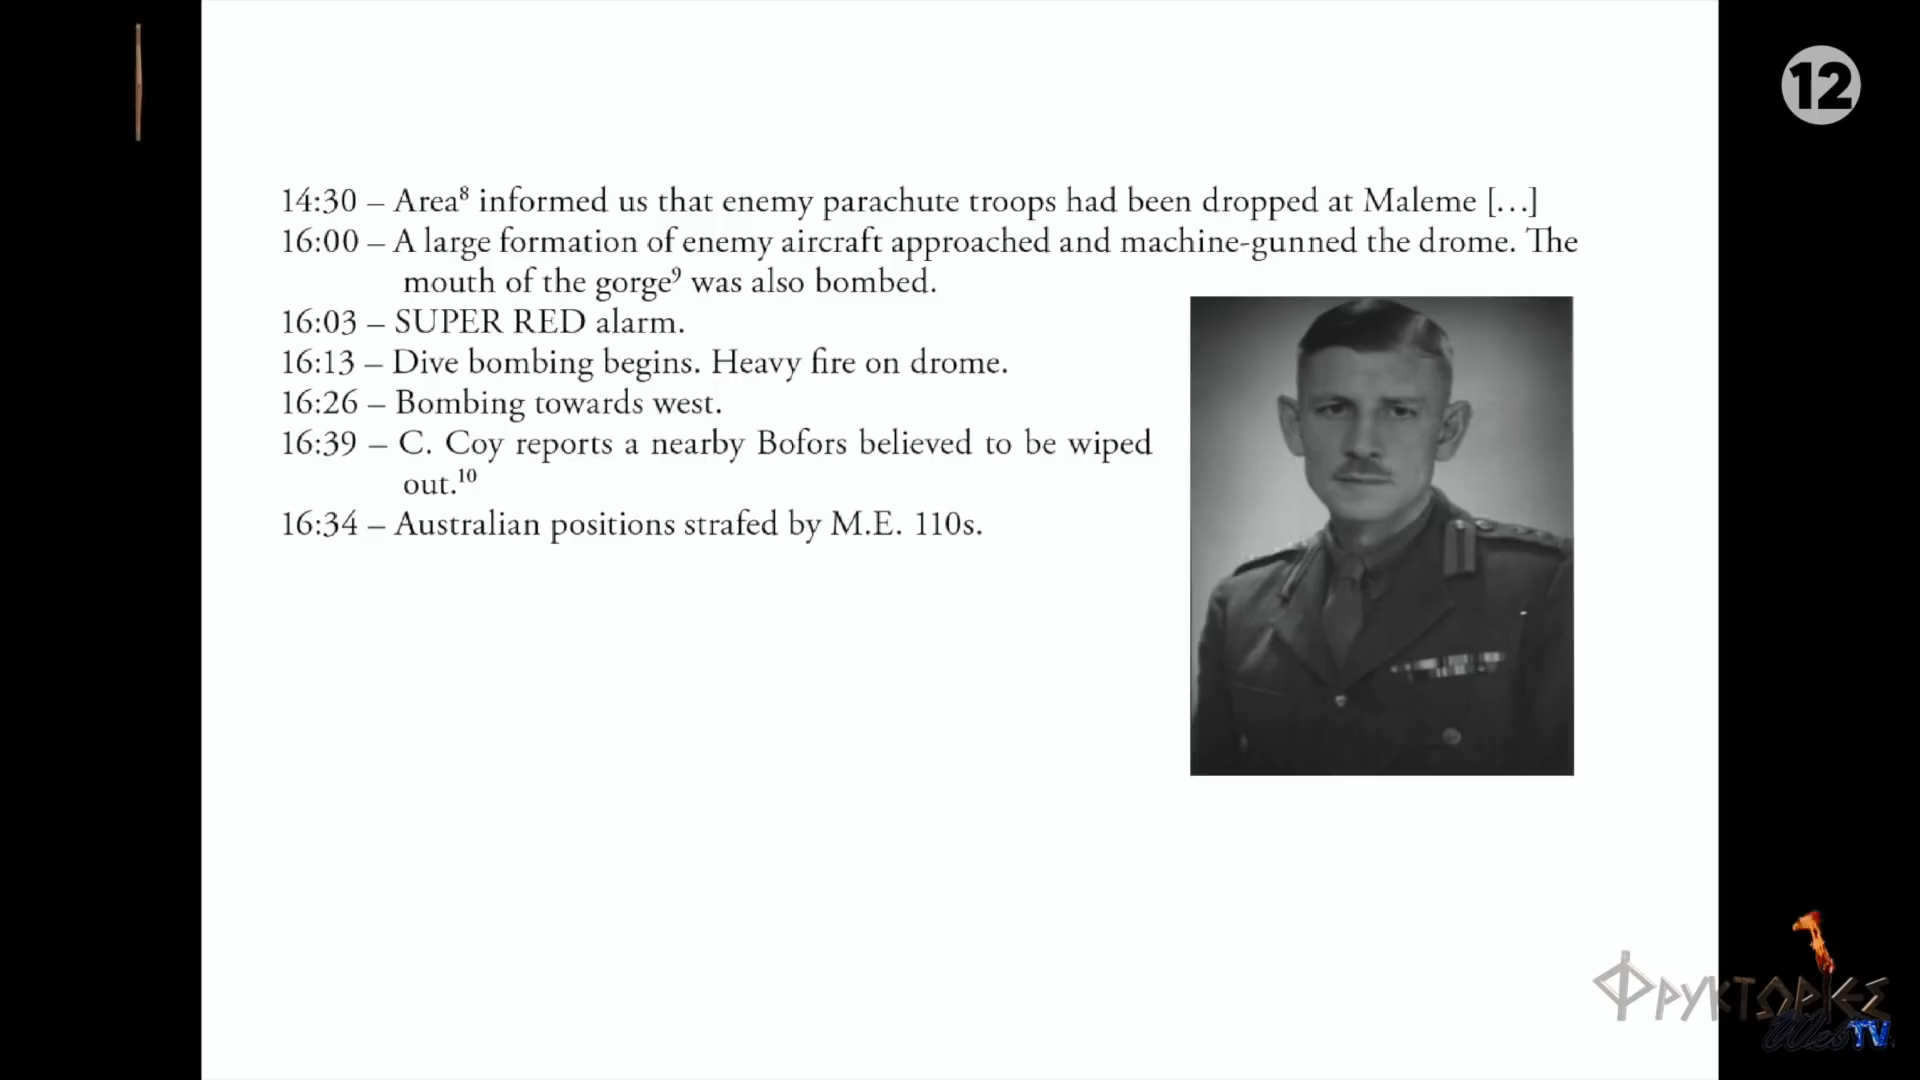 12
14:30 – Area⁸ informed us that enemy parachute troops had been dropped at Maleme [...]
16:00 – A large formation of enemy aircraft approached and machine-gunned the drome. The
mouth of the gorge⁹ was also bombed.
16:03 – SUPER RED alarm.
16:13 – Dive bombing begins. Heavy fire on drome.
16:26 – Bombing towards west.
16:39 – C. Coy reports a nearby Bofors believed to be wiped
out.¹⁰
16:34 – Australian positions strafed by M.E. 110s.
ΦρυκτΩρίες
WebTV